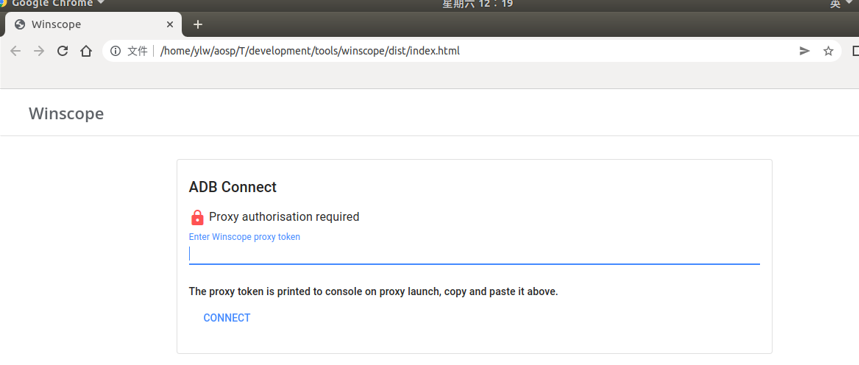 Google Chrome
星期六 12：19
英
Winscope
文件
/home/ylw/aosp/T/development/tools/winscope/dist/index.html
Winscope
ADB Connect
Proxy authorisation required
Enter Winscope proxy token
The proxy token is printed to console on proxy launch, copy and paste it above.
CONNECT